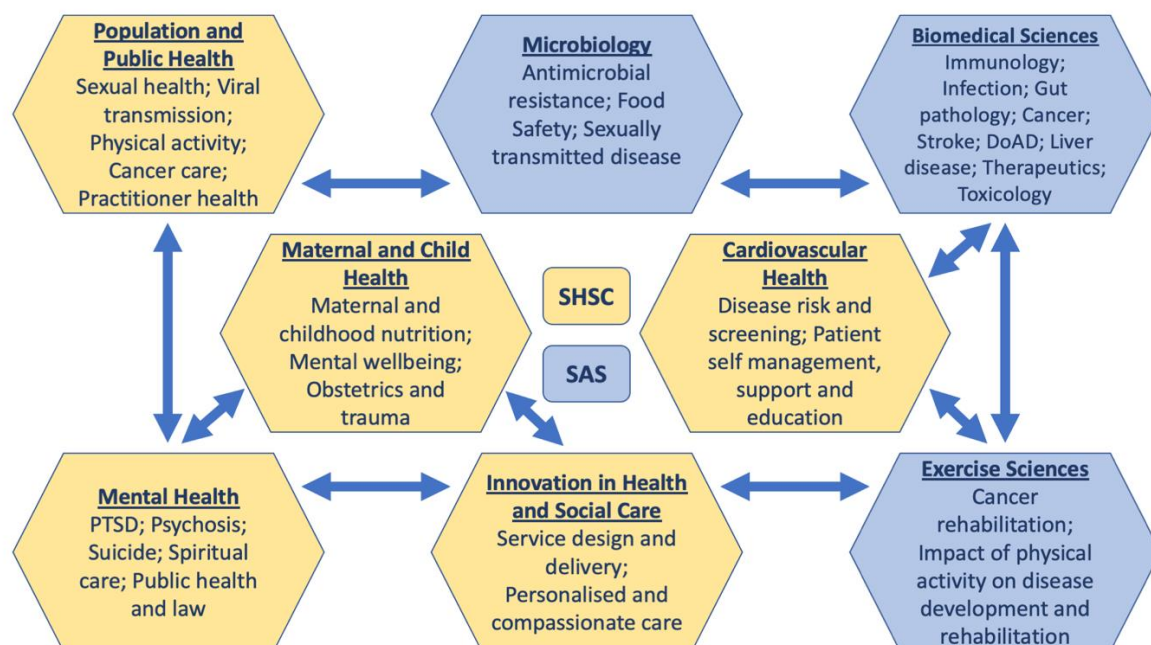 Population and
Public Health
Sexual health; Viral
transmission;
Physical activity;
Cancer care;
Practitioner health
Microbiology
Antimicrobial
resistance; Food
Safety; Sexually
transmitted disease
Biomedical Sciences
Immunology;
Infection; Gut
pathology; Cancer;
Stroke; DoAD; Liver
disease; Therapeutics;
Toxicology
Maternal and Child
Health
Maternal and
childhood nutrition;
Mental wellbeing;
Obstetrics and
trauma
SHSC
SAS
Cardiovascular
Health
Disease risk and
screening; Patient
self management,
support and
education
Mental Health
PTSD; Psychosis;
Suicide; Spiritual
care; Public health
and law
Innovation in Health
and Social Care
Service design and
delivery;
Personalised and
compassionate care
Exercise Sciences
Cancer
rehabilitation;
Impact of physical
activity on disease
development and
rehabilitation